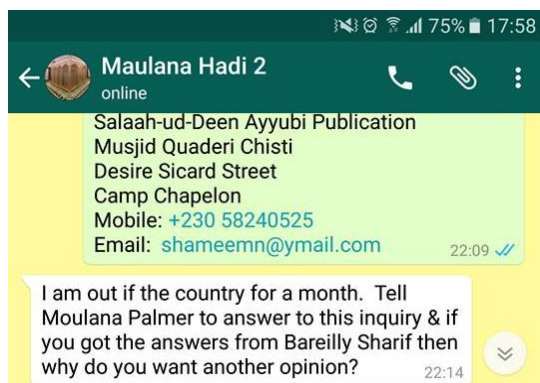 75% 17:58
Maulana Hadi 2
online
Salaah-ud-Deen Ayyubi Publication
Musjid Quaderi Chisti
Desire Sicard Street
Camp Chapelon
Mobile: +230 58240525
Email: shameemn@ymail.com
22:09
I am out if the country for a month. Tell
Moulana Palmer to answer to this inquiry & if
you got the answers from Bareilly Sharif then
why do you want another opinion?
22:14